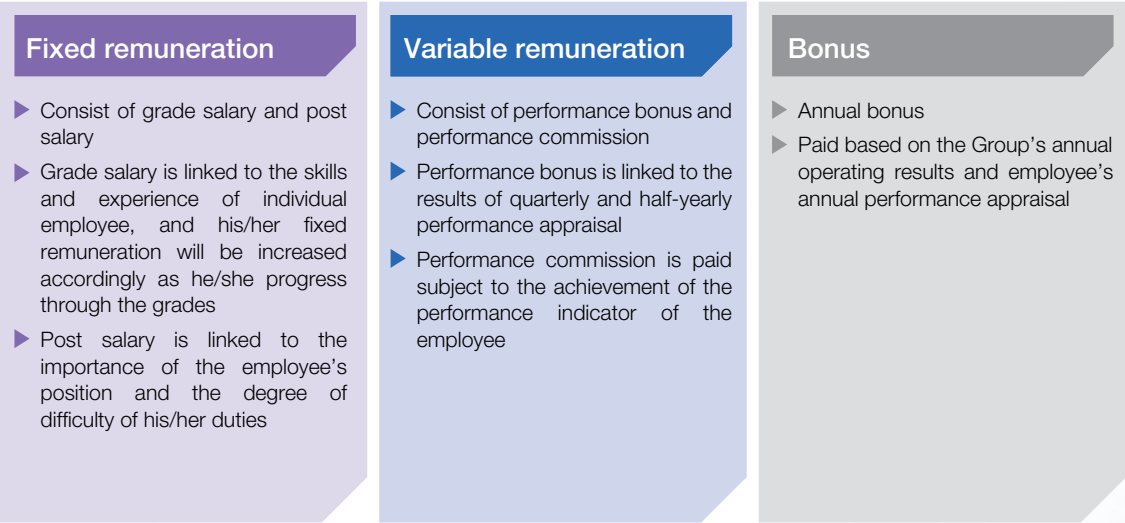 Fixed remuneration
Consist of grade salary and post
salary
Grade salary is linked to the skills
and experience of individual
employee, and his/her fixed
remuneration will be increased
accordingly as he/she progress
through the grades
Post salary is linked to the
importance of the employee's
position and the degree of
difficulty of his/her duties
Variable remuneration
Consist of performance bonus and
performance commission
Performance bonus is linked to the
results of quarterly and half-yearly
performance appraisal
Performance commission is paid
subject to the achievement of the
performance indicator of the
employee
Bonus
Annual bonus
Paid based on the Group's annual
operating results and employee's
annual performance appraisal